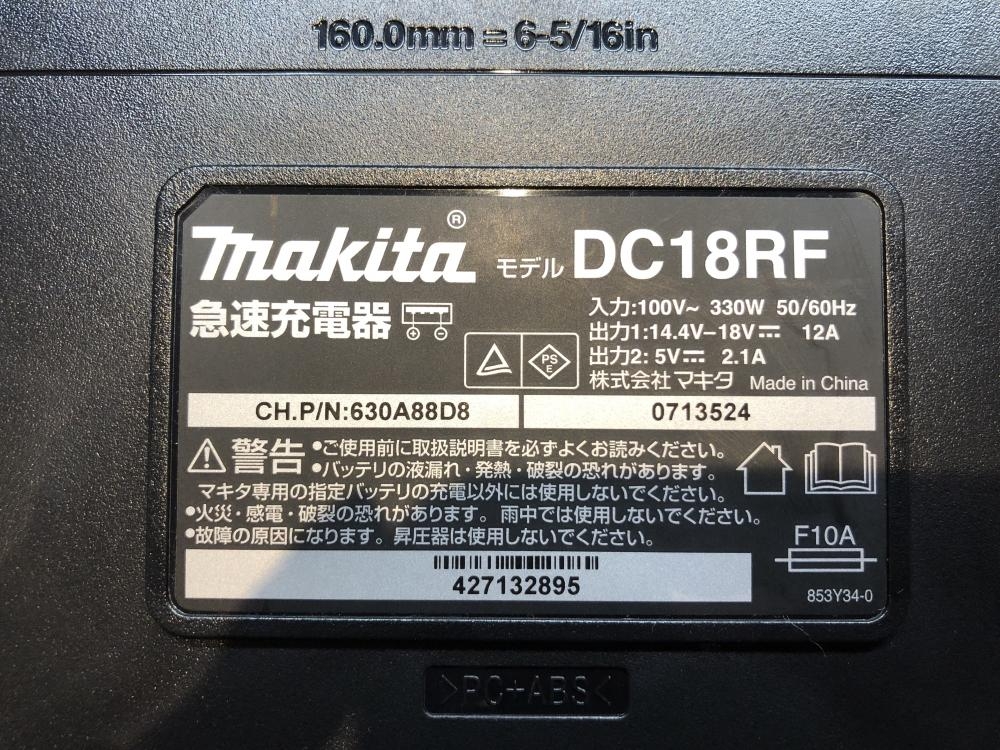 160.0mm = 6-5/16in
makita® モデル DC18RF
急速充電器
入力:100V~ 330W 50/60Hz
出力1:14.4V–18V⎓ 12A
出力2: 5V⎓ 2.1A
PS E
株式会社 マキタ Made in China
CH.P/N:630A88D8 0713524
警告 •ご使用前に取扱説明書を必ずよくお読みください。
•バッテリの液漏れ・発熱・破裂の恐れがあります。
マキタ専用の指定バッテリの充電以外には使用しないでください。
•火災・感電・破裂の恐れがあります。雨中では使用しないでください。
•故障の原因になります。昇圧器は使用しないでください。
F10A
427132895
853Y34-0
>PC+ABS<